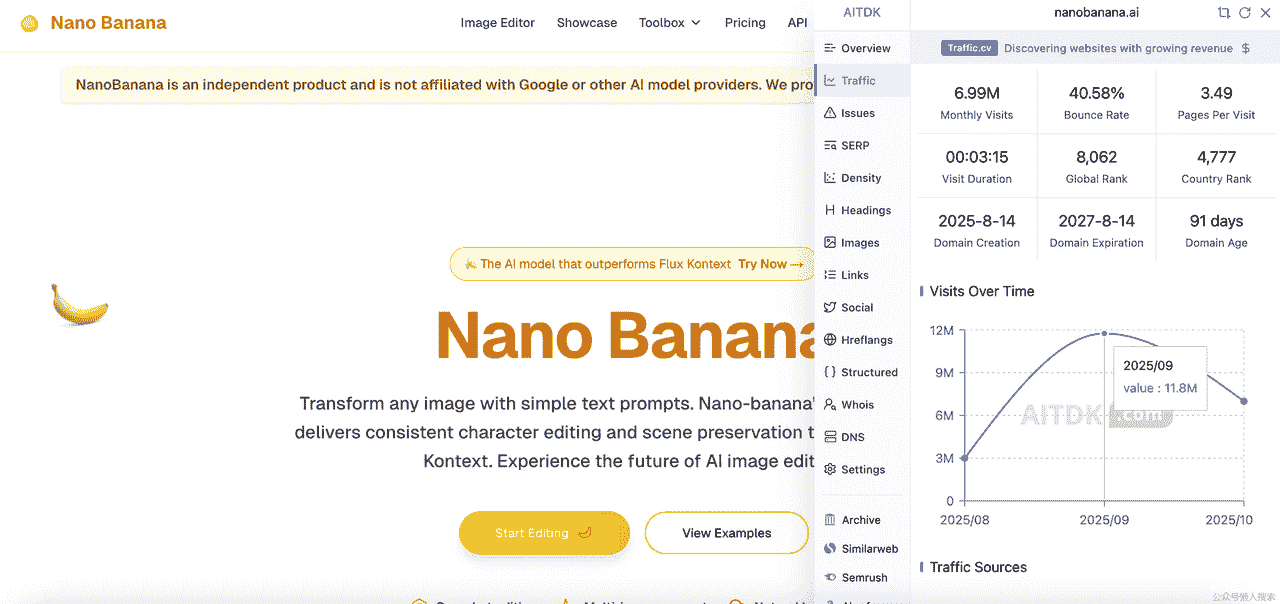 Nano Banana
Image Editor
Showcase
Toolbox
Pricing
API
NanoBanana is an independent product and is not affiliated with Google or other AI model providers. We pro
The AI model that outperforms Flux Kontext Try Now →
Nano Banana
Transform any image with simple text prompts. Nano-banana'
delivers consistent character editing and scene preservation t
Kontext. Experience the future of AI image edit
Start Editing
View Examples
AITDK
Overview
Traffic
Issues
SERP
Density
Headings
Images
Links
Social
Hreflangs
Structured
Whois
DNS
Settings
Archive
Similarweb
Semrush
nanobanana.ai
Traffic.cv Discovering websites with growing revenue
6.99M
Monthly Visits
40.58%
Bounce Rate
3.49
Pages Per Visit
00:03:15
Visit Duration
8,062
Global Rank
4,777
Country Rank
2025-8-14
Domain Creation
2027-8-14
Domain Expiration
91 days
Domain Age
Visits Over Time
12M
9M
6M
3M
0
2025/09
value : 11.8M
AITDK .com
2025/08
2025/09
2025/10
Traffic Sources
公众号懒人搜索